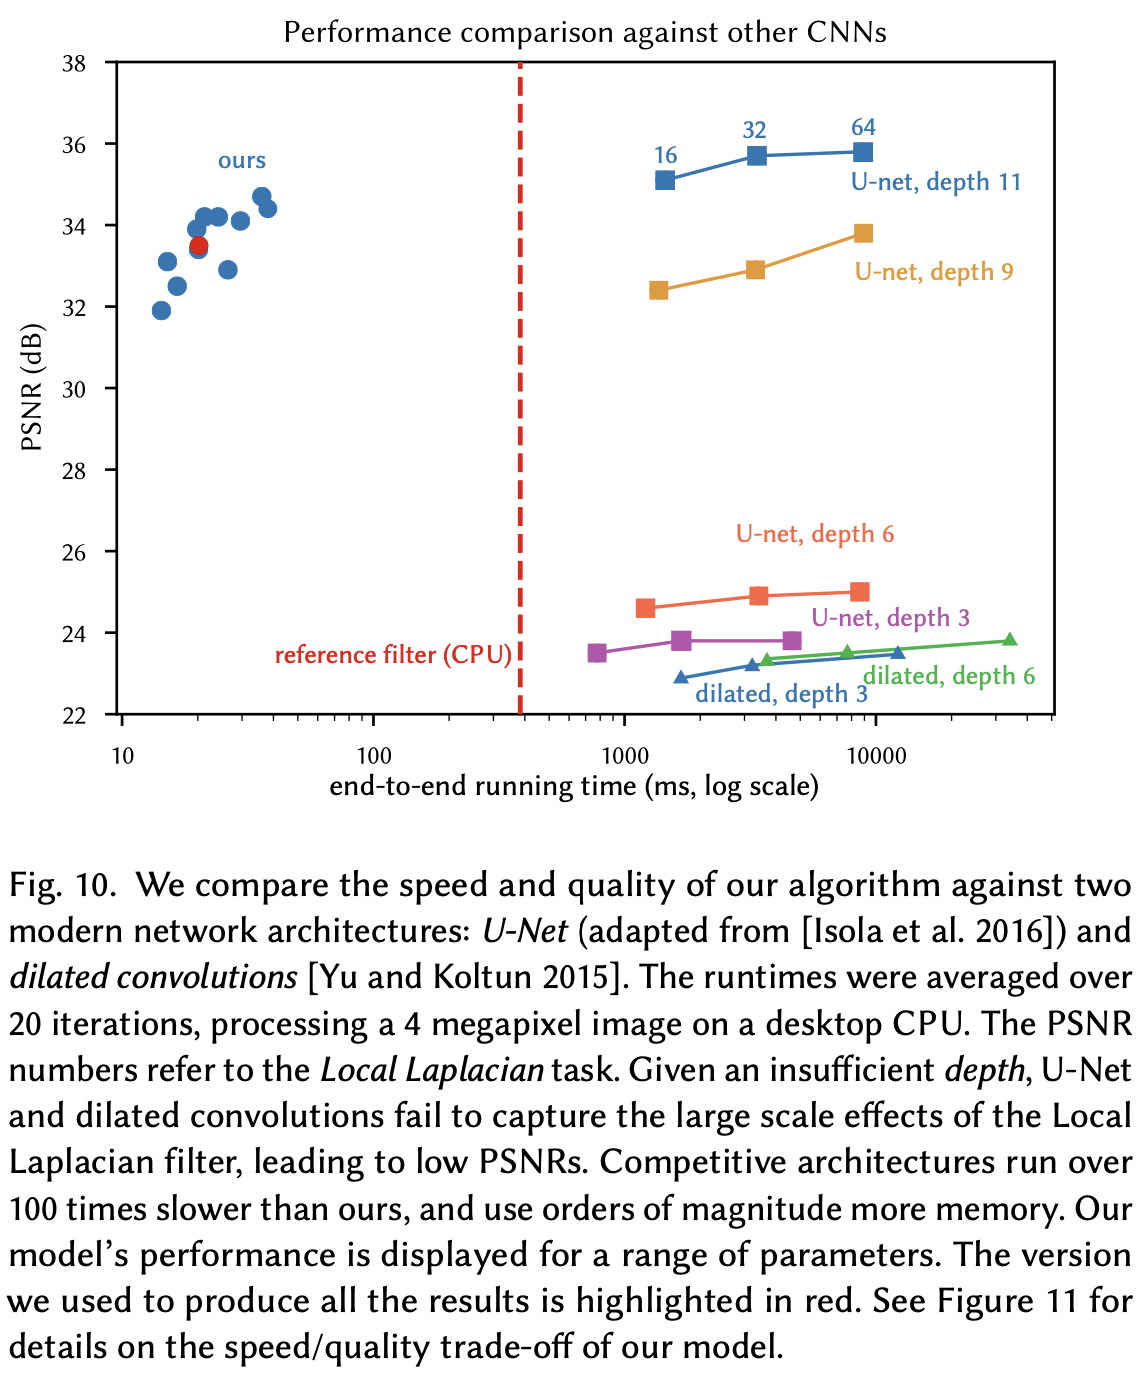 Performance comparison against other CNNs
38
36
34
32
30
28
26
24
22
PSNR (dB)
ours
16
32
64
U-net, depth 11
U-net, depth 9
U-net, depth 6
U-net, depth 3
reference filter (CPU)
dilated, depth 6
dilated, depth 3
10
100
1000
10000
end-to-end running time (ms, log scale)
Fig. 10. We compare the speed and quality of our algorithm against two
modern network architectures: U-Net (adapted from [Isola et al. 2016]) and
dilated convolutions [Yu and Koltun 2015]. The runtimes were averaged over
20 iterations, processing a 4 megapixel image on a desktop CPU. The PSNR
numbers refer to the Local Laplacian task. Given an insufficient depth, U-Net
and dilated convolutions fail to capture the large scale effects of the Local
Laplacian filter, leading to low PSNRs. Competitive architectures run over
100 times slower than ours, and use orders of magnitude more memory. Our
model's performance is displayed for a range of parameters. The version
we used to produce all the results is highlighted in red. See Figure 11 for
details on the speed/quality trade-off of our model.